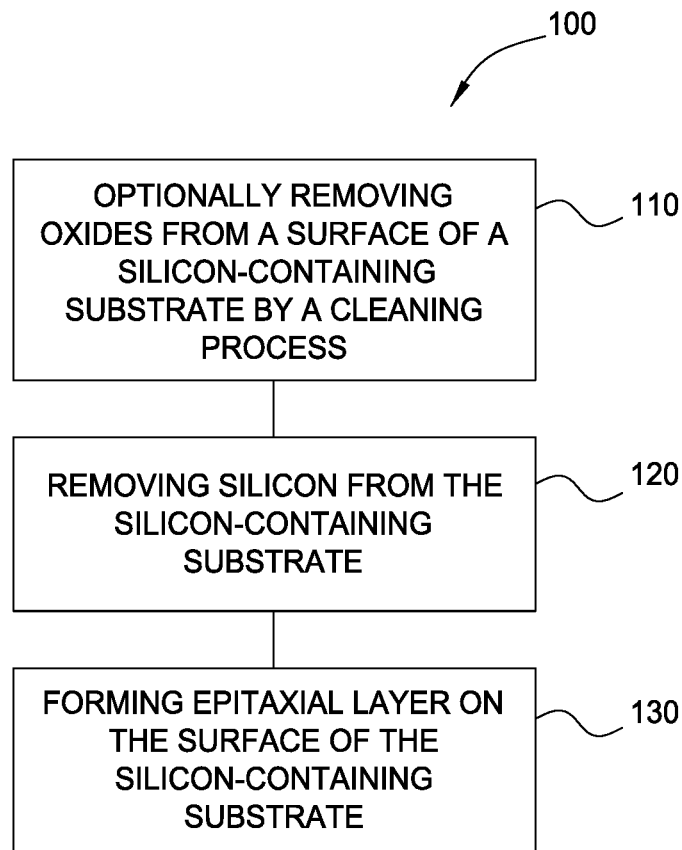 100
OPTIONALLY REMOVING
OXIDES FROM A SURFACE OF A
SILICON-CONTAINING
SUBSTRATE BY A CLEANING
PROCESS
110
REMOVING SILICON FROM THE
SILICON-CONTAINING
SUBSTRATE
120
FORMING EPITAXIAL LAYER ON
THE SURFACE OF THE
SILICON-CONTAINING
SUBSTRATE
130